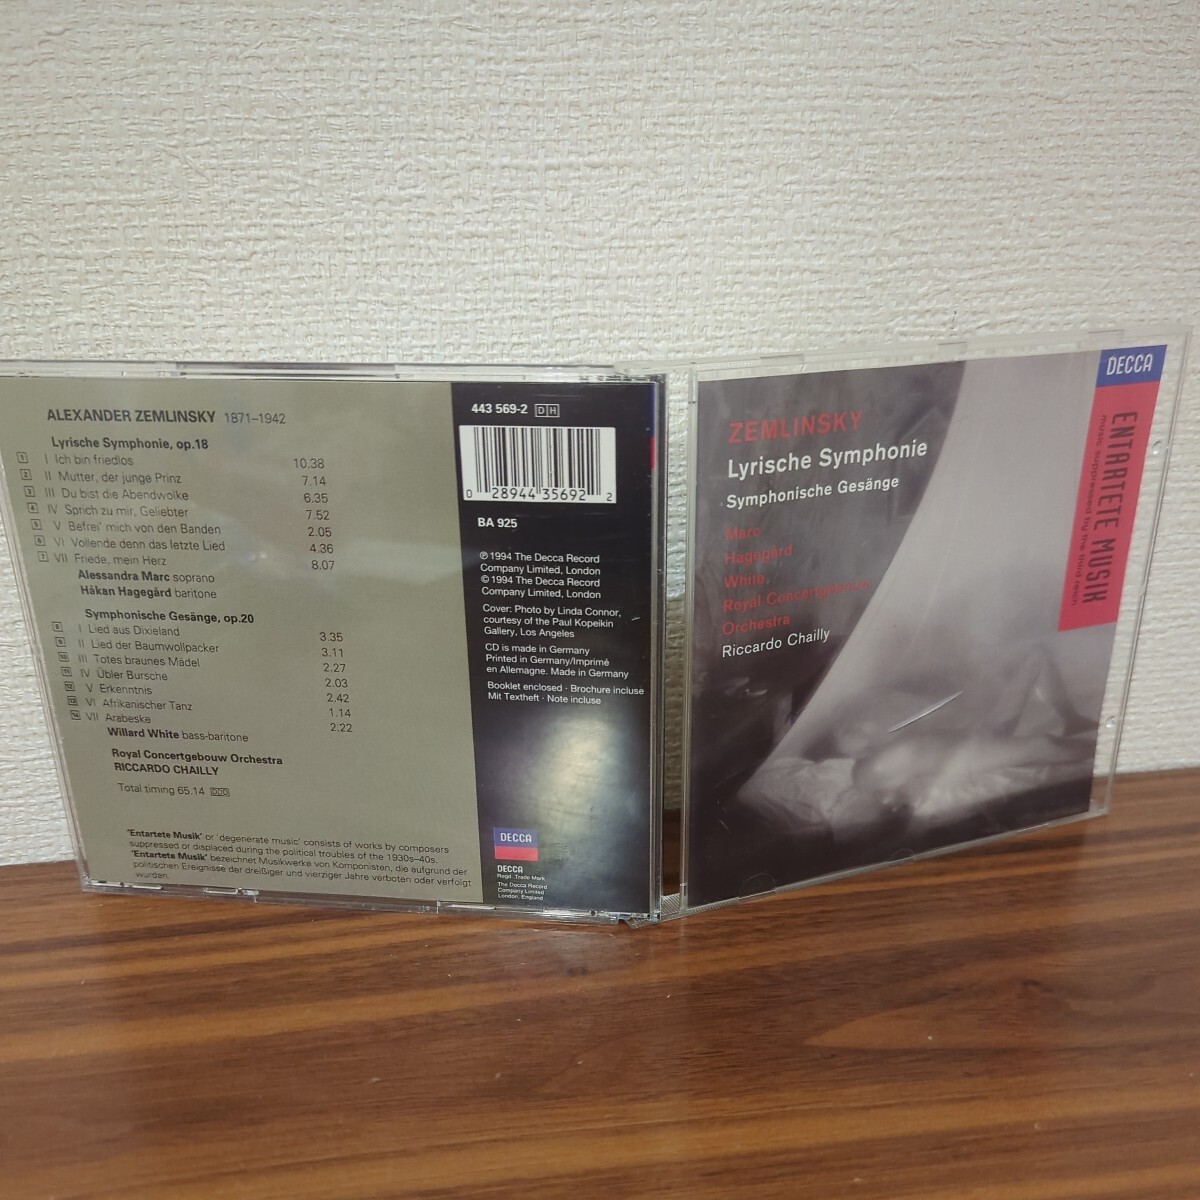 ALEXANDER ZEMLINSKY 1871–1942
Lyrische Symphonie, op.18
1 I Ich bin friedlos 10.38
2 II Mutter, der junge Prinz 7.14
3 III Du bist die Abendwolke 6.35
4 IV Sprich zu mir, Geliebter 7.52
5 V Befrei' mich von den Banden 2.05
6 VI Vollende denn das letzte Lied 4.36
7 VII Friede, mein Herz 8.07
Alessandra Marc soprano
Håkan Hagegård baritone
Symphonische Gesänge, op.20
8 I Lied aus Dixieland 3.35
9 II Lied der Baumwollpacker 3.11
10 III Totes braunes Mädel 2.27
11 IV Übler Bursche 2.03
12 V Erkenntnis 2.42
13 VI Afrikanischer Tanz 1.14
14 VII Arabeske 2.22
Willard White bass-baritone
Royal Concertgebouw Orchestra
RICCARDO CHAILLY
Total timing 65.14 DDD
'Entartete Musik' or 'degenerate music' consists of works by composers
suppressed or displaced during the political troubles of the 1930s–40s.
'Entartete Musik' bezeichnet Musikwerke von Komponisten, die aufgrund der
politischen Ereignisse der dreißiger und vierziger Jahre verboten oder verfolgt
wurden.
443 569-2 DH
0 28944 35692 2
BA 925
℗ 1994 The Decca Record
Company Limited, London
© 1994 The Decca Record
Company Limited, London
Cover: Photo by Linda Connor,
courtesy of the Paul Kopeikin
Gallery, Los Angeles
CD is made in Germany
Printed in Germany/Imprimé
en Allemagne. Made in Germany
Booklet enclosed · Brochure incluse
Mit Textheft · Note incluse
DECCA
DECCA
Regd. Trade Mark
The Decca Record
Company Limited
London, England
ZEMLINSKY
Lyrische Symphonie
Symphonische Gesänge
Marc
Hagegård
White
Royal Concertgebouw
Orchestra
Riccardo Chailly
DECCA
ENTARTETE MUSIK
music suppressed by the third reich